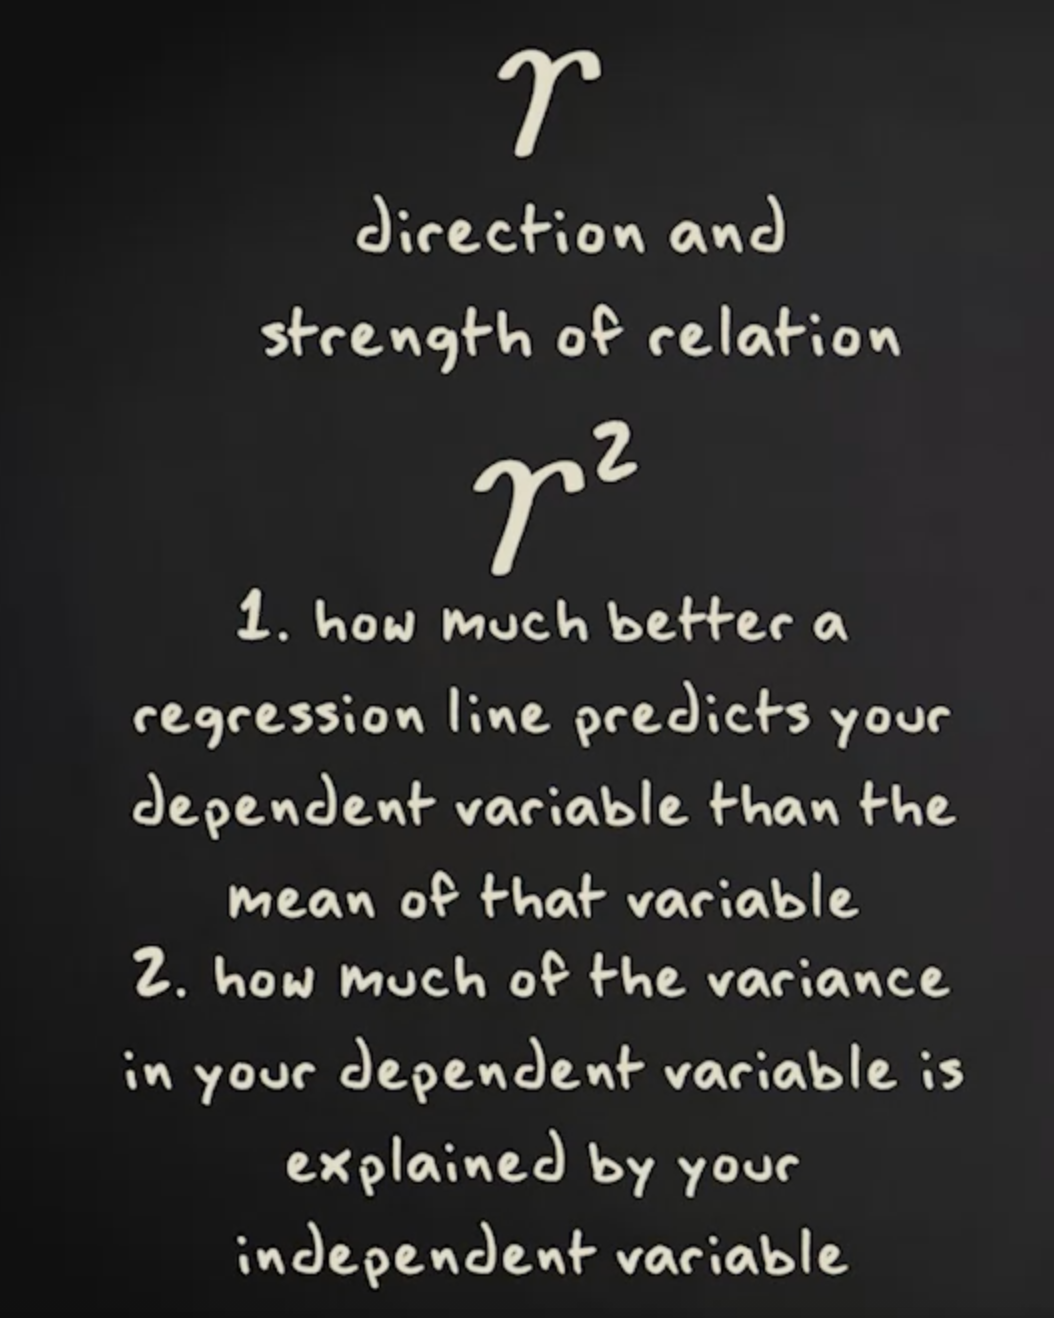 r
direction and
strength of relation
r²
1. how much better a
regression line predicts your
dependent variable than the
mean of that variable
2. how much of the variance
in your dependent variable is
explained by your
independent variable